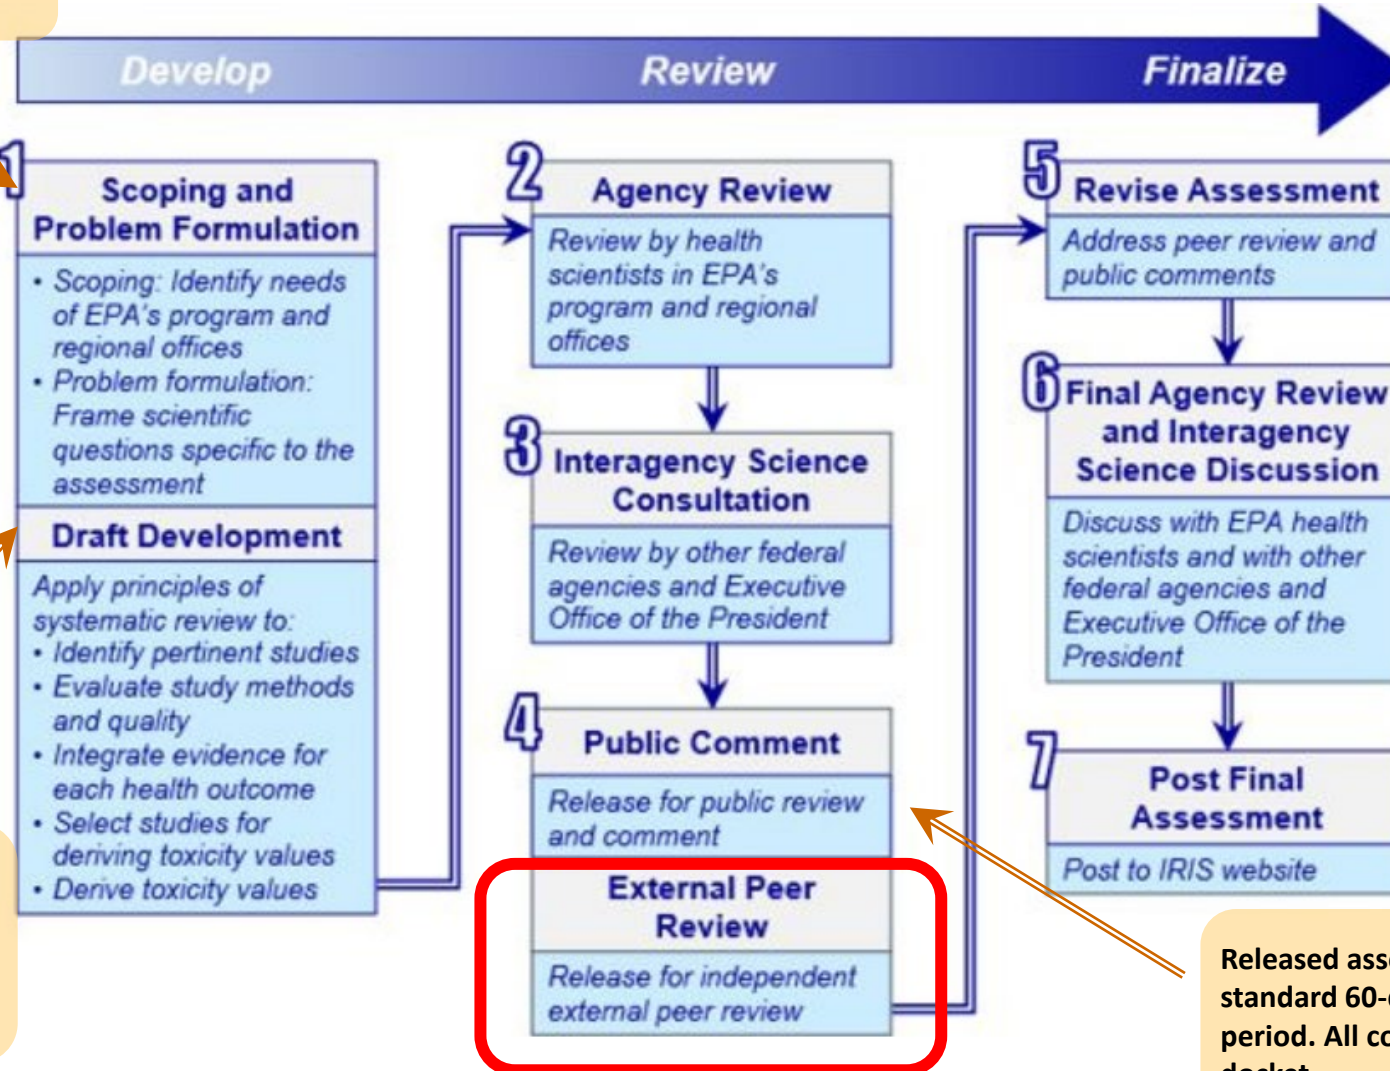 Develop
Review
Finalize
1
Scoping and
Problem Formulation
• Scoping: Identify needs
of EPA's program and
regional offices
• Problem formulation:
Frame scientific
questions specific to the
assessment
Draft Development
Apply principles of
systematic review to:
• Identify pertinent studies
• Evaluate study methods
and quality
• Integrate evidence for
each health outcome
• Select studies for
deriving toxicity values
• Derive toxicity values
2
Agency Review
Review by health
scientists in EPA's
program and regional
offices
3
Interagency Science
Consultation
Review by other federal
agencies and Executive
Office of the President
4
Public Comment
Release for public review
and comment
External Peer
Review
Release for independent
external peer review
5
Revise Assessment
Address peer review and
public comments
6
Final Agency Review
and Interagency
Science Discussion
Discuss with EPA health
scientists and with other
federal agencies and
Executive Office of the
President
7
Post Final
Assessment
Post to IRIS website
Released
standard
period. All
docket